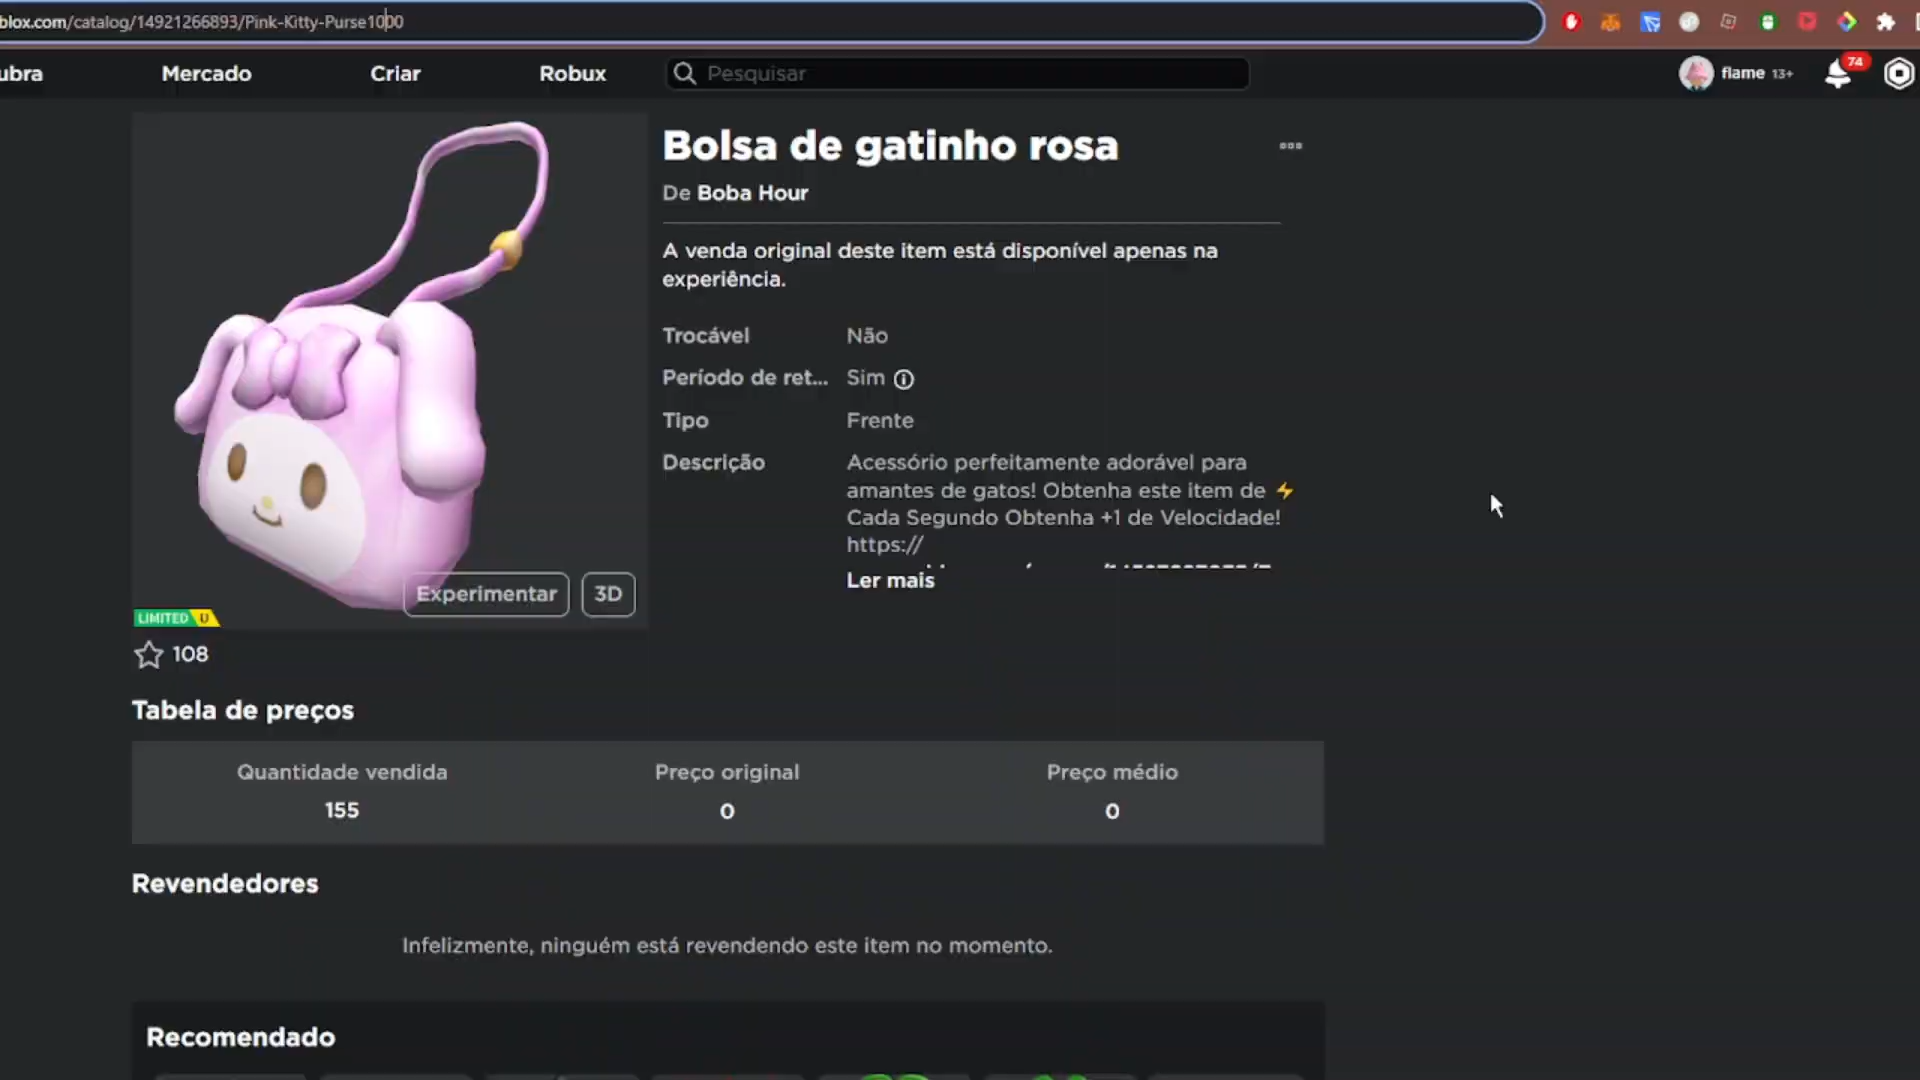 blox.com/catalog/14921266893/Pink-Kitty-Purse1000
ubra
Mercado
Criar
Robux
Pesquisar
flame 13+
74
Bolsa de gatinho rosa
De Boba Hour
A venda original deste item está disponível apenas na
experiência.
Trocável Não
Período de ret... Sim
Tipo Frente
Descrição Acessório perfeitamente adorável para
amantes de gatos! Obtenha este item de ⚡
Cada Segundo Obtenha +1 de Velocidade!
https://
Ler mais
Experimentar
3D
LIMITED U
108
Tabela de preços
Quantidade vendida
155
Preço original
0
Preço médio
0
Revendedores
Infelizmente, ninguém está revendendo este item no momento.
Recomendado